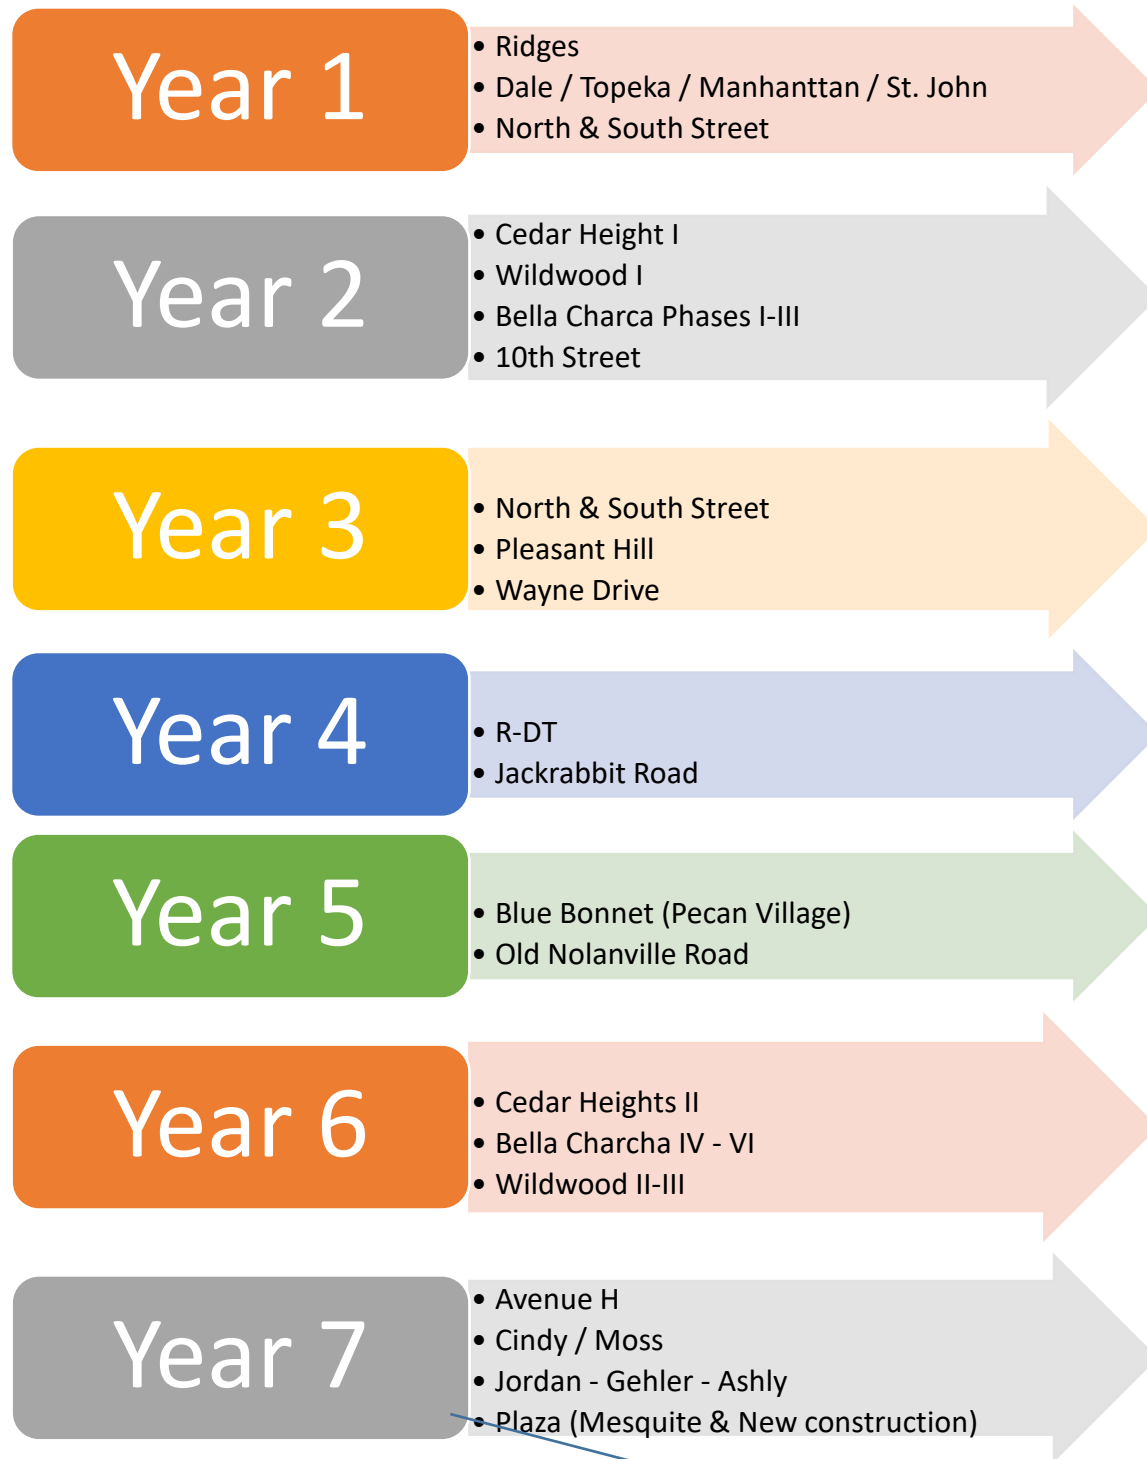 Year 1
• Ridges
• Dale / Topeka / Manhanttan / St. John
• North & South Street
Year 2
• Cedar Height I
• Wildwood I
• Bella Charca Phases I-III
• 10th Street
Year 3
• North & South Street
• Pleasant Hill
• Wayne Drive
Year 4
• R-DT
• Jackrabbit Road
Year 5
• Blue Bonnet (Pecan Village)
• Old Nolanville Road
Year 6
• Cedar Heights II
• Bella Charcha IV - VI
• Wildwood II-III
Year 7
• Avenue H
• Cindy / Moss
• Jordan - Gehler - Ashly
• Plaza (Mesquite & New construction)